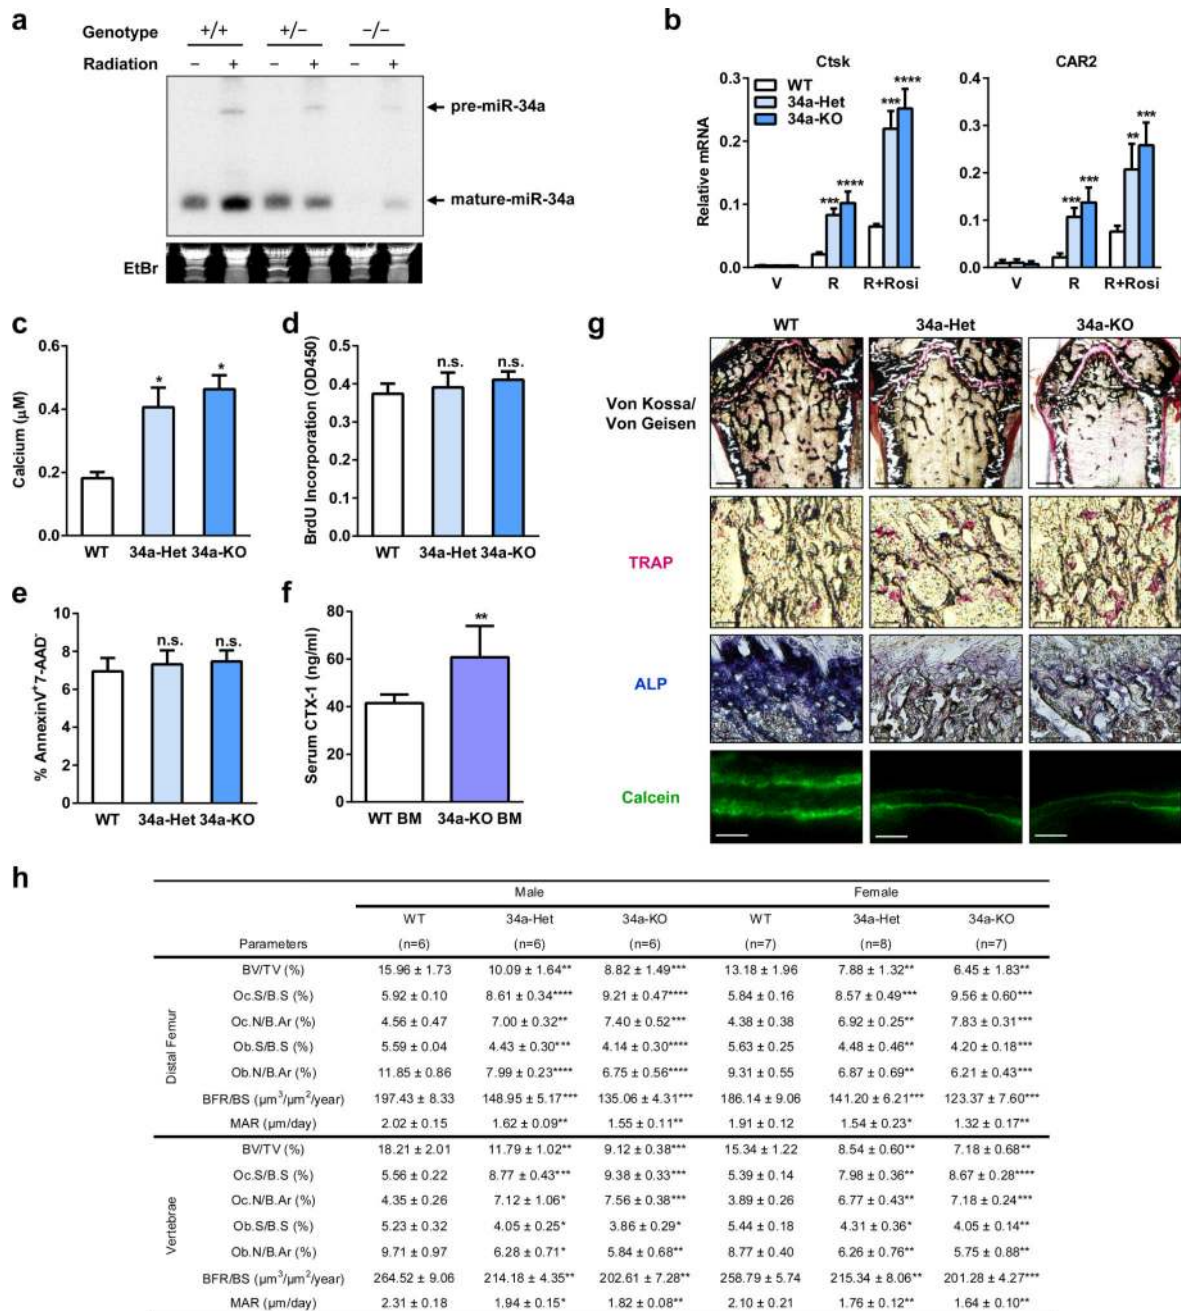 a
Genotype +/+ +/− −/−
Radiation − + − + − +
pre-miR-34a
mature-miR-34a
EtBr
b
Ctsk
CAR2
WT
34a-Het
34a-KO
Relative mRNA
0.3
0.2
0.1
0.0
*** **** *** ****
V R R+Rosi
0.4
0.3
0.2
0.1
0.0
*** *** ** ***
V R R+Rosi
c
Calcium (µM)
0.6
0.4
0.2
0.0
* *
WT 34a-Het 34a-KO
d
BrdU Incorporation (OD450)
0.5
0.4
0.3
0.2
0.1
0.0
n.s. n.s.
WT 34a-Het 34a-KO
e
% AnnexinV+7-AAD-
10
8
6
4
2
0
n.s. n.s.
WT 34a-Het 34a-KO
f
Serum CTX-1 (ng/ml)
80
60
40
20
0
**
WT BM 34a-KO BM
g
WT 34a-Het 34a-KO
Von Kossa/
Von Geisen
TRAP
ALP
Calcein
h
Male Female
WT 34a-Het 34a-KO WT 34a-Het 34a-KO
Parameters (n=6) (n=6) (n=6) (n=7) (n=8) (n=7)
Distal Femur
BV/TV (%) 15.96 ± 1.73 10.09 ± 1.64** 8.82 ± 1.49*** 13.18 ± 1.96 7.88 ± 1.32** 6.45 ± 1.83**
Oc.S/B.S (%) 5.92 ± 0.10 8.61 ± 0.34**** 9.21 ± 0.47**** 5.84 ± 0.16 8.57 ± 0.49*** 9.56 ± 0.60***
Oc.N/B.Ar (%) 4.56 ± 0.47 7.00 ± 0.32** 7.40 ± 0.52*** 4.38 ± 0.38 6.92 ± 0.25** 7.83 ± 0.31***
Ob.S/B.S (%) 5.59 ± 0.04 4.43 ± 0.30*** 4.14 ± 0.30**** 5.63 ± 0.25 4.48 ± 0.46** 4.20 ± 0.18***
Ob.N/B.Ar (%) 11.85 ± 0.86 7.99 ± 0.23**** 6.75 ± 0.56**** 9.31 ± 0.55 6.87 ± 0.69** 6.21 ± 0.43***
BFR/BS (µm³/µm²/year) 197.43 ± 8.33 148.95 ± 5.17*** 135.06 ± 4.31*** 186.14 ± 9.06 141.20 ± 6.21*** 123.37 ± 7.60***
MAR (µm/day) 2.02 ± 0.15 1.62 ± 0.09** 1.55 ± 0.11** 1.91 ± 0.12 1.54 ± 0.23* 1.32 ± 0.17**
Vertebrae
BV/TV (%) 18.21 ± 2.01 11.79 ± 1.02** 9.12 ± 0.38*** 15.34 ± 1.22 8.54 ± 0.60** 7.18 ± 0.68**
Oc.S/B.S (%) 5.56 ± 0.22 8.77 ± 0.43*** 9.38 ± 0.33*** 5.39 ± 0.14 7.98 ± 0.36** 8.67 ± 0.28****
Oc.N/B.Ar (%) 4.35 ± 0.26 7.12 ± 1.06* 7.56 ± 0.38*** 3.89 ± 0.26 6.77 ± 0.43** 7.18 ± 0.24***
Ob.S/B.S (%) 5.23 ± 0.32 4.05 ± 0.25* 3.86 ± 0.29* 5.44 ± 0.18 4.31 ± 0.36* 4.05 ± 0.14**
Ob.N/B.Ar (%) 9.71 ± 0.97 6.28 ± 0.71* 5.84 ± 0.68** 8.77 ± 0.40 6.26 ± 0.76** 5.75 ± 0.88**
BFR/BS (µm³/µm²/year) 264.52 ± 9.06 214.18 ± 4.35** 202.61 ± 7.28** 258.79 ± 5.74 215.34 ± 8.06** 201.28 ± 4.27***
MAR (µm/day) 2.31 ± 0.18 1.94 ± 0.15* 1.82 ± 0.08** 2.10 ± 0.21 1.76 ± 0.12** 1.64 ± 0.10**